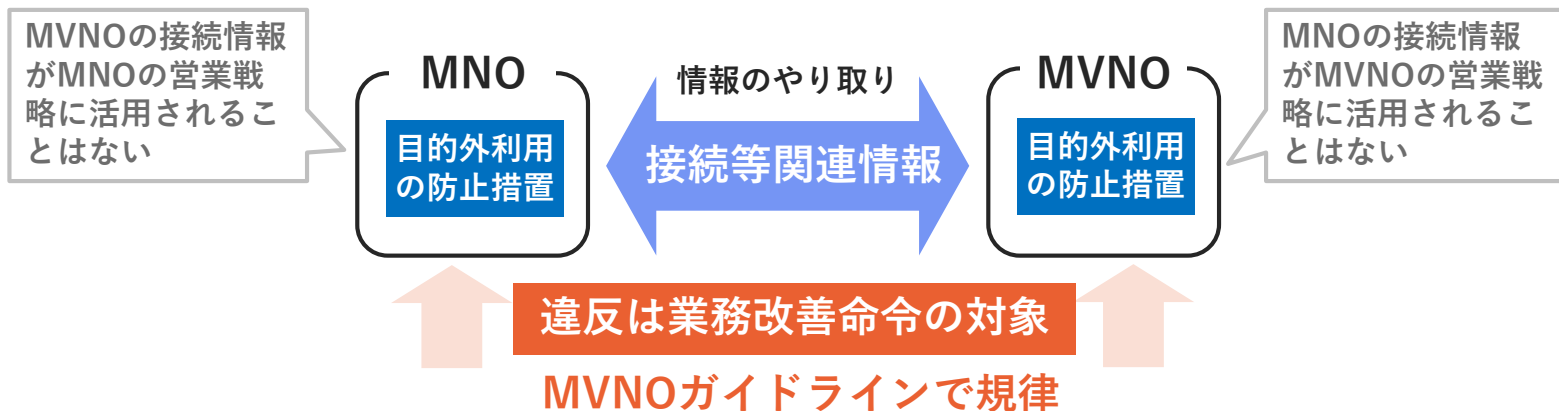 MVNOの接続情報
がMNOの営業戦
略に活用されるこ
とはない
MNO
目的外利用
の防止措置
情報のやり取り
接続等関連情報
MVNO
目的外利用
の防止措置
MNOの接続情報
がMVNOの営業戦
略に活用されるこ
とはない
違反は業務改善命令の対象
MVNOガイドラインで規律